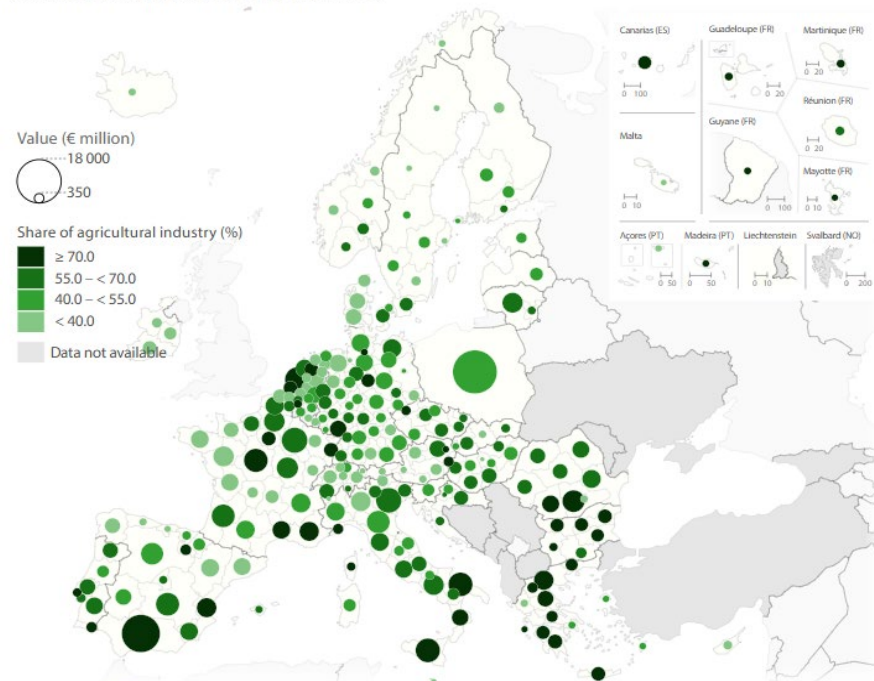 Value (€ million)
18 000
350
Share of agricultural industry (%)
≥ 70.0
55.0 – < 70.0
40.0 – < 55.0
< 40.0
Data not available
Canarias (ES)
0 100
Guadeloupe (FR)
0 20
Martinique (FR)
0 20
Malta
0 10
Guyane (FR)
0 100
Réunion (FR)
0 20
Mayotte (FR)
0 10
Açores (PT)
0 50
Madeira (PT)
0 50
Liechtenstein
0 10
Svalbard (NO)
0 200